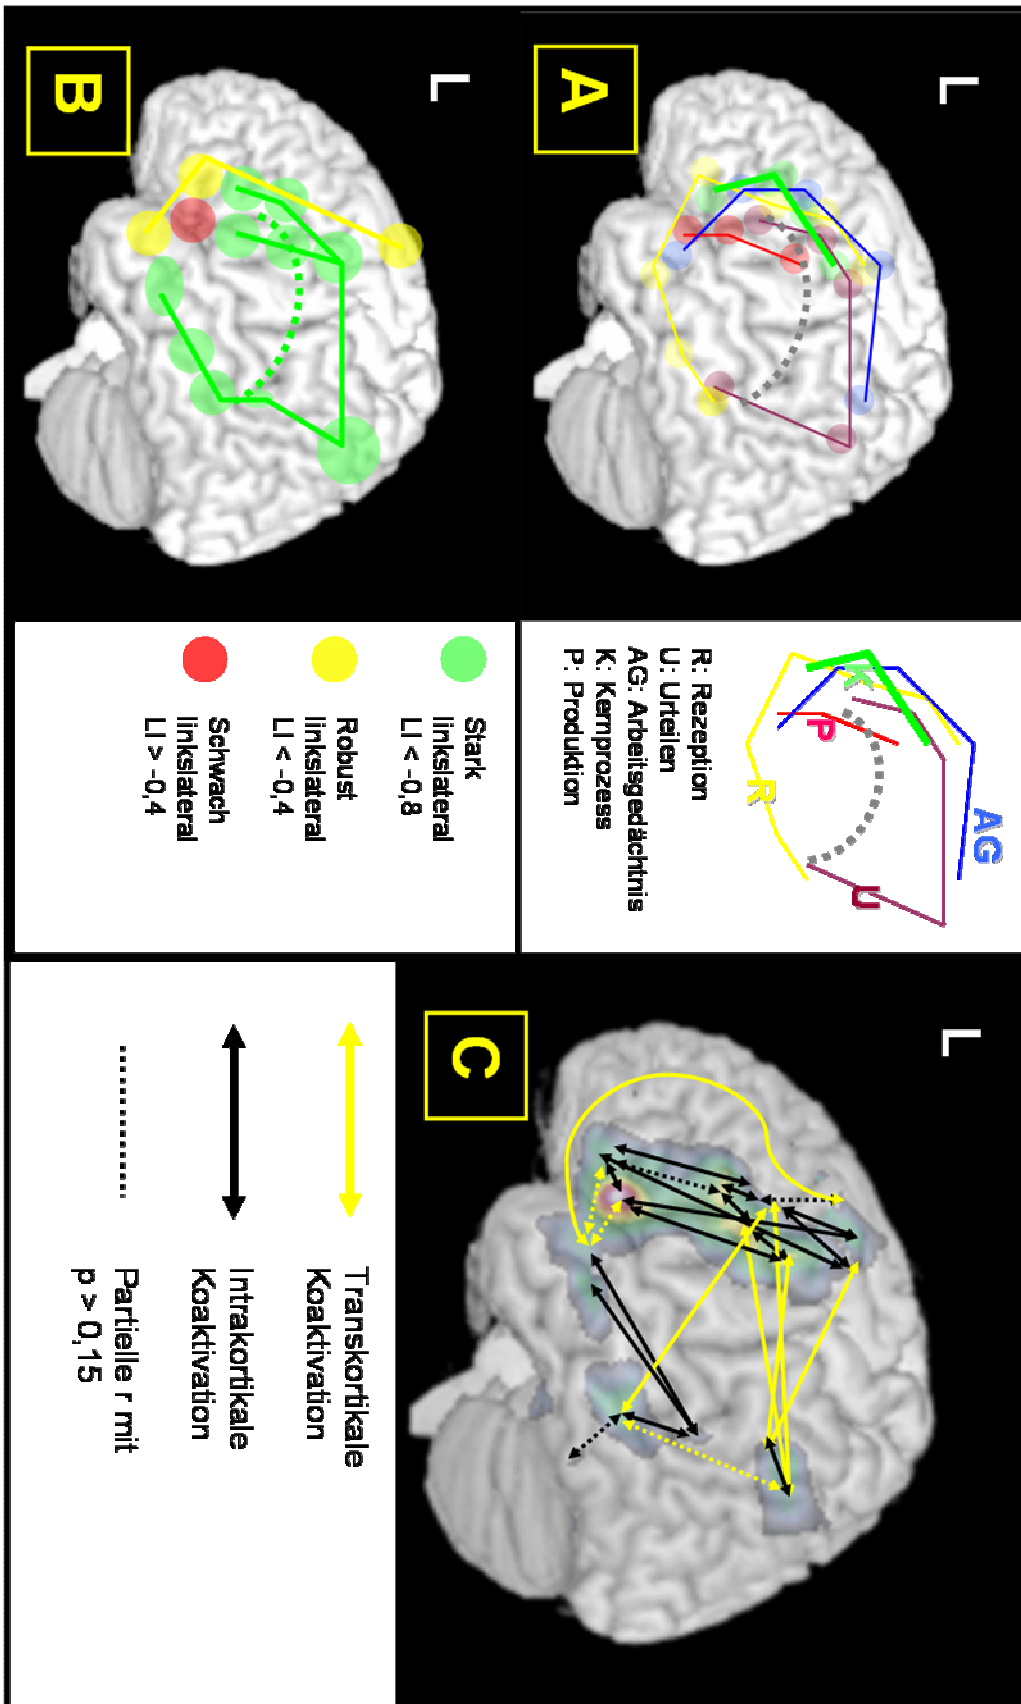 L
A
K
P
R
AG
U
R: Rezeption
U: Urteilen
AG: Arbeitsgedächtnis
K: Kernprozess
P: Produktion
L
B
Stark
linkslateral
LI < -0,8
Robust
linkslateral
LI < -0,4
Schwach
linkslateral
LI > -0,4
L
C
Transkortikale
Koaktivation
Intrakortikale
Koaktivation
Partielle r mit
p > 0,15